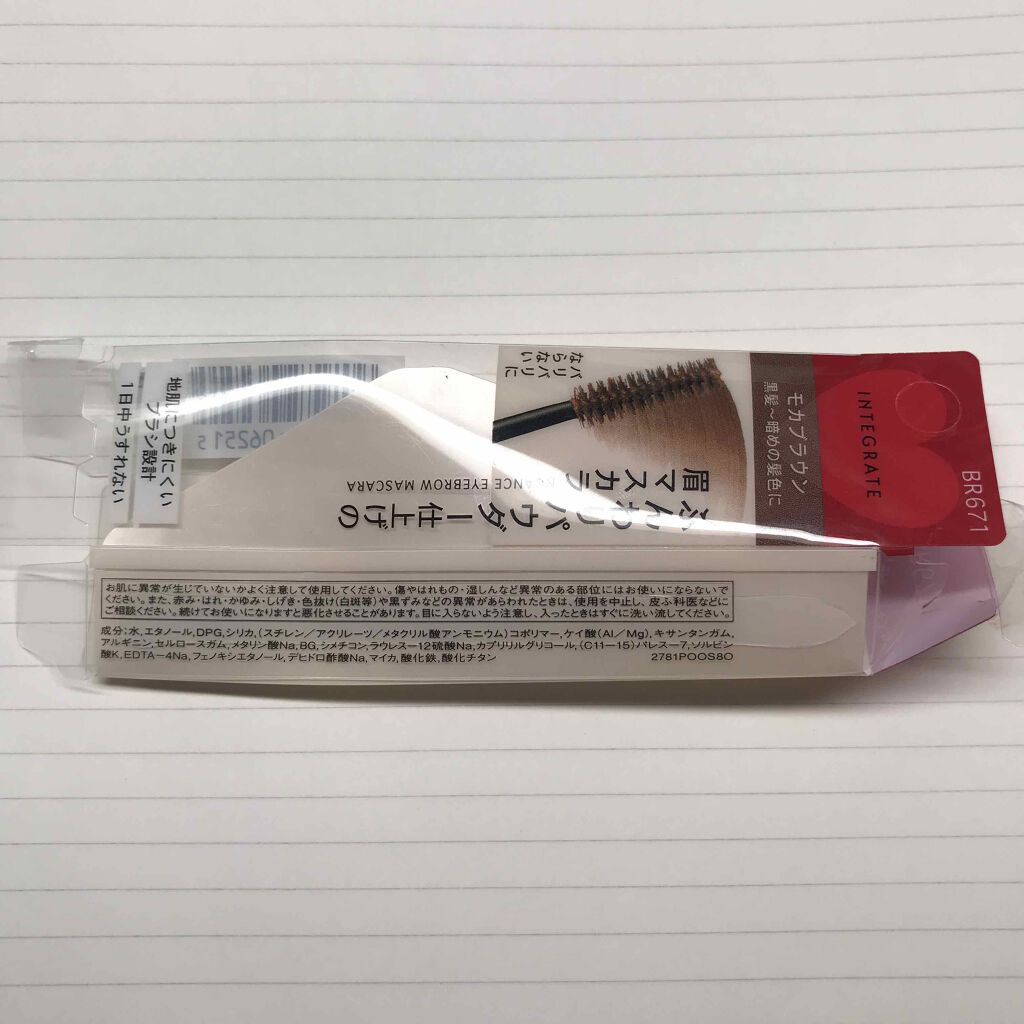 INTEGRATE
BR671
モカブラウン
黒髪～暗めの髪色に
バリバリに
ならない
ふんわりパウダー仕上げの
眉マスカラ
ANCE EYEBROW MASCARA
地肌につきにくい
ブラシ設計
1日中うすれない
06251 5
お肌に異常が生じていないかよく注意して使用してください。傷やはれもの・湿しんなど異常のある部位にはお使いにならないで
ください。また、赤み・はれ・かゆみ・しげき・色抜け(白斑等)や黒ずみなどの異常があらわれたときは、使用を中止し、皮ふ科医などに
ご相談ください。続けてお使いになりますと悪化させることがあります。目に入らないよう注意し、入ったときはすぐに洗い流してください。
成分:水,エタノール,DPG,シリカ,(スチレン/アクリレーツ/メタクリル酸アンモニウム)コポリマー,ケイ酸(Al/Mg),キサンタンガム,
アルギニン,セルロースガム,メタリン酸Na,BG,シメチコン,ラウレス-12硫酸Na,カプリリルグリコール,(C11-15)パレス-7,ソルビン
酸K,EDTA-4Na,フェノキシエタノール,デヒドロ酢酸Na,マイカ,酸化鉄,酸化チタン
2781POOS8O